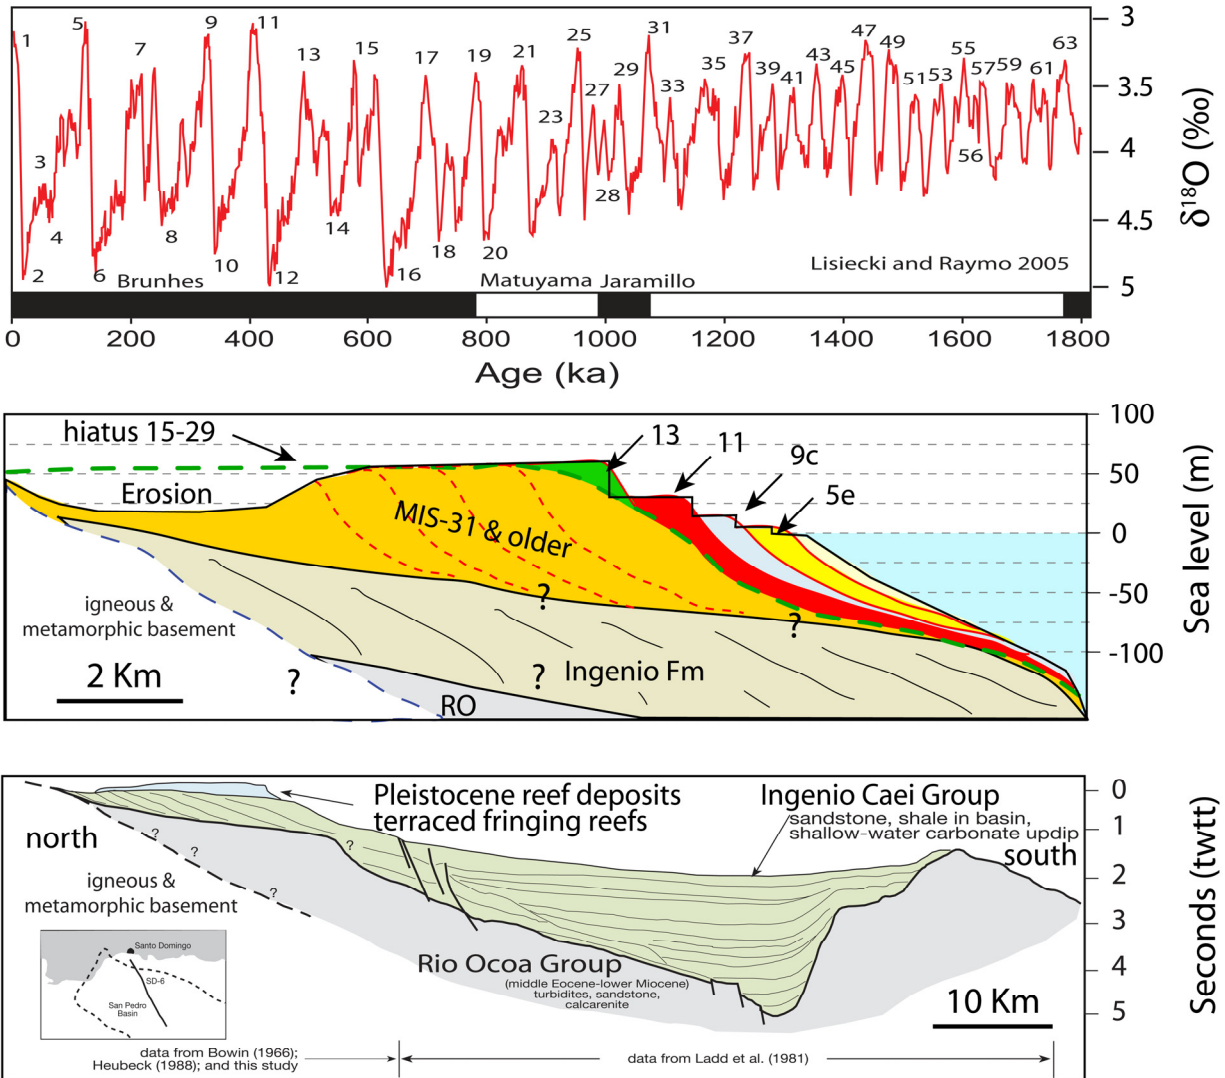 1
5
7
9
11
13
15
17
19
21
25
29
31
35
37
39
41
43
45
47
49
51
53
55
57
59
61
63
3
23
27
33
4
8
14
28
56
2
6
10
12
16
18
20
Brunhes
Matuyama
Jaramillo
Lisiecki and Raymo 2005
3
3.5
4
4.5
5
δ18O (‰)
0
200
400
600
800
1000
1200
1400
1600
1800
Age (ka)
hiatus 15-29
13
11
9c
5e
Erosion
MIS-31 & older
?
?
igneous &
metamorphic basement
?
?
Ingenio Fm
RO
2 Km
100
50
0
-50
-100
Sea level (m)
Pleistocene reef deposits
terraced fringing reefs
Ingenio Caei Group
sandstone, shale in basin,
shallow-water carbonate updip
north
south
?
?
?
?
igneous &
metamorphic basement
Santo Domingo
SD-6
San Pedro
Basin
Rio Ocoa Group
(middle Eocene-lower Miocene)
turbidites, sandstone,
calcarenite
10 Km
0
1
2
3
4
5
Seconds (twtt)
data from Bowin (1966);
Heubeck (1988); and this study
data from Ladd et al. (1981)